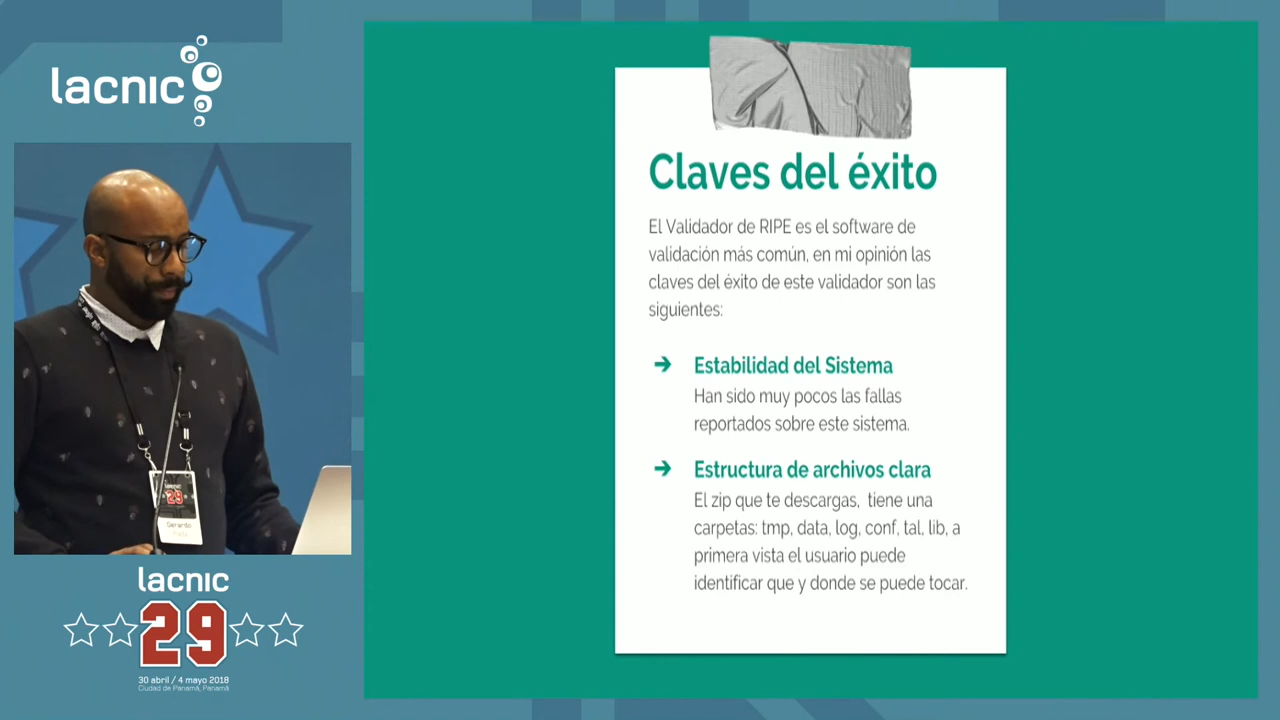 lacnic
Claves del éxito
El Validador de RIPE es el software de
validación más común, en mi opinión las
claves del éxito de este validador son las
siguientes:
➔ Estabilidad del Sistema
Han sido muy pocos las fallas
reportados sobre este sistema.
➔ Estructura de archivos clara
El zip que te descargas, tiene una
carpetas: tmp, data, log, conf, tal, lib, a
primera vista el usuario puede
identificar que y donde se puede tocar.
lacnic
29
Gerardo
lacnic
29
30 abril / 4 mayo 2018
Ciudad de Panamá, Panamá